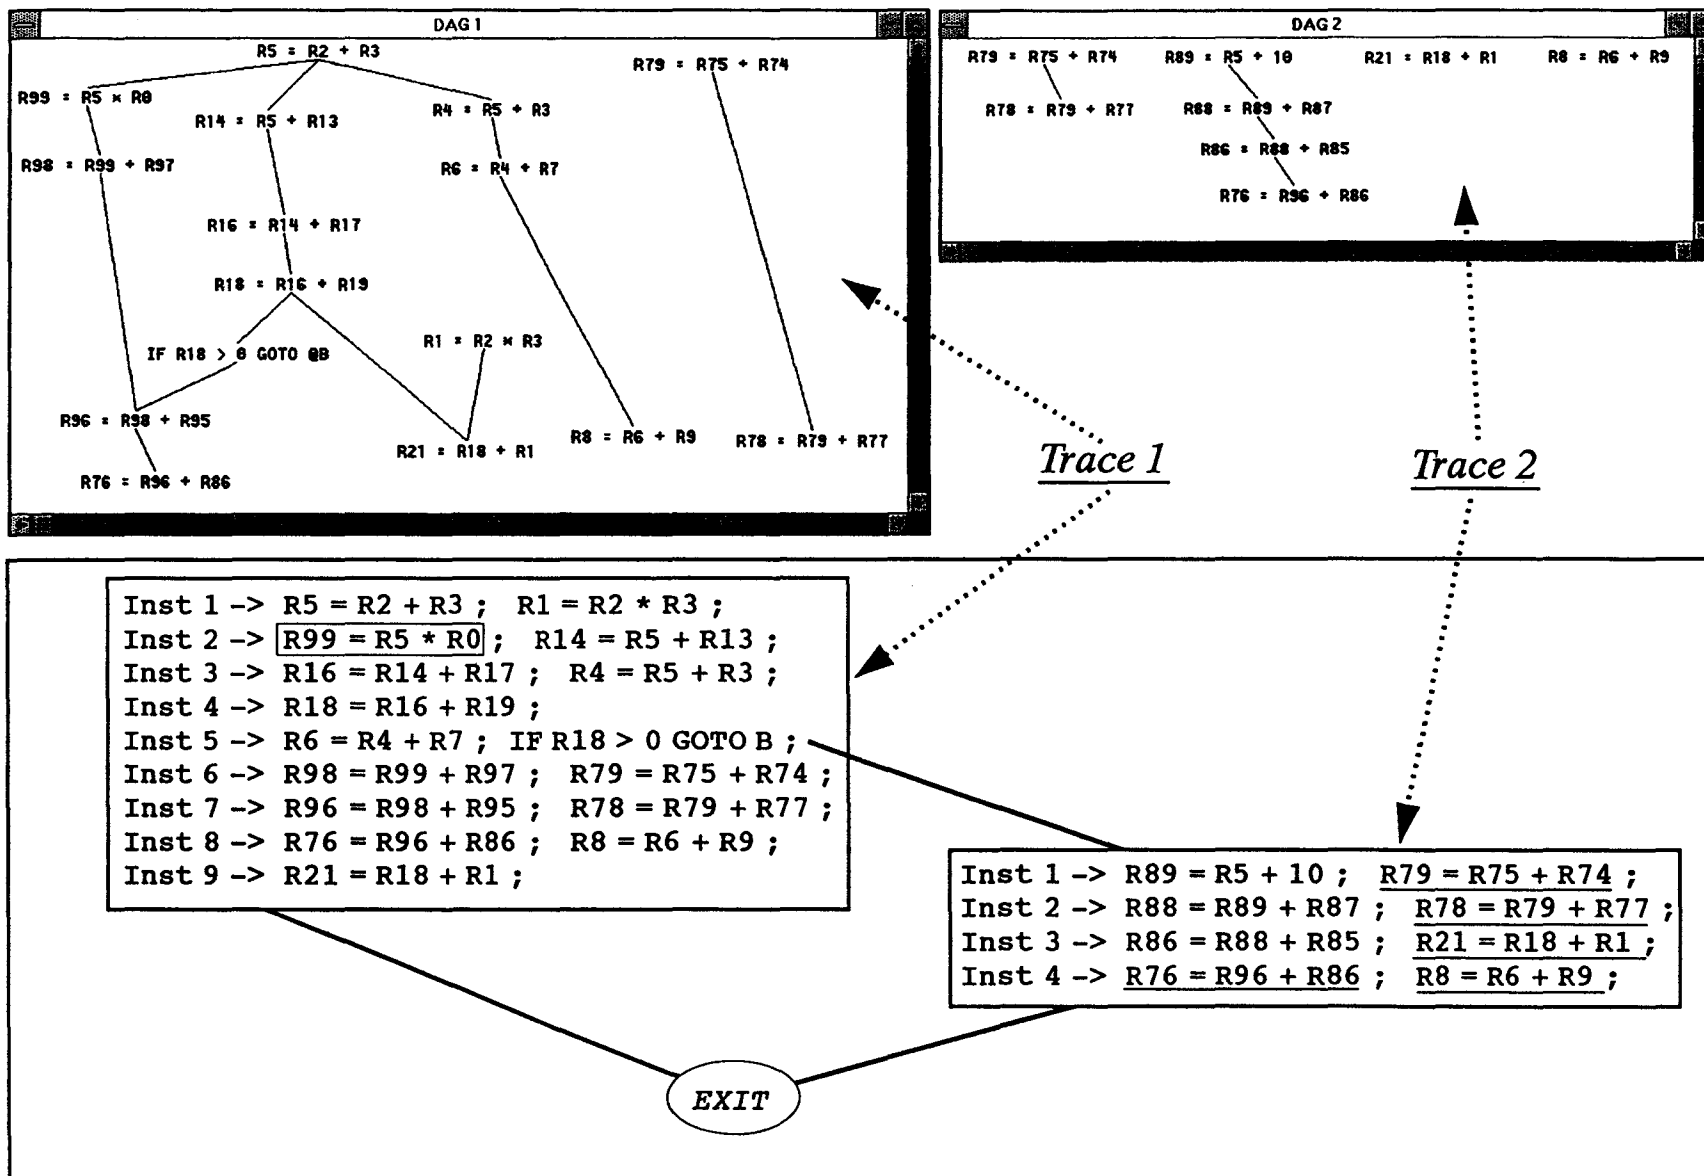 DAG 1
R5 = R2 + R3
R79 = R75 + R74
R99 = R5 * R0
R4 = R5 + R3
R14 = R5 + R13
R98 = R99 + R97
R6 = R4 + R7
R16 = R14 + R17
R18 = R16 + R19
IF R18 > 0 GOTO @B
R1 = R2 * R3
R96 = R98 + R95
R21 = R18 + R1
R8 = R6 + R9
R78 = R79 + R77
R76 = R96 + R86
DAG 2
R79 = R75 + R74
R89 = R5 + 10
R21 = R18 + R1
R8 = R6 + R9
R78 = R79 + R77
R88 = R89 + R87
R86 = R88 + R85
R76 = R96 + R86
Trace 1
Trace 2
Inst 1 -> R5 = R2 + R3 ; R1 = R2 * R3 ;
Inst 2 -> R99 = R5 * R0 ; R14 = R5 + R13 ;
Inst 3 -> R16 = R14 + R17 ; R4 = R5 + R3 ;
Inst 4 -> R18 = R16 + R19 ;
Inst 5 -> R6 = R4 + R7 ; IF R18 > 0 GOTO B ;
Inst 6 -> R98 = R99 + R97 ; R79 = R75 + R74 ;
Inst 7 -> R96 = R98 + R95 ; R78 = R79 + R77 ;
Inst 8 -> R76 = R96 + R86 ; R8 = R6 + R9 ;
Inst 9 -> R21 = R18 + R1 ;
Inst 1 -> R89 = R5 + 10 ; R79 = R75 + R74 ;
Inst 2 -> R88 = R89 + R87 ; R78 = R79 + R77 ;
Inst 3 -> R86 = R88 + R85 ; R21 = R18 + R1 ;
Inst 4 -> R76 = R96 + R86 ; R8 = R6 + R9 ;
EXIT